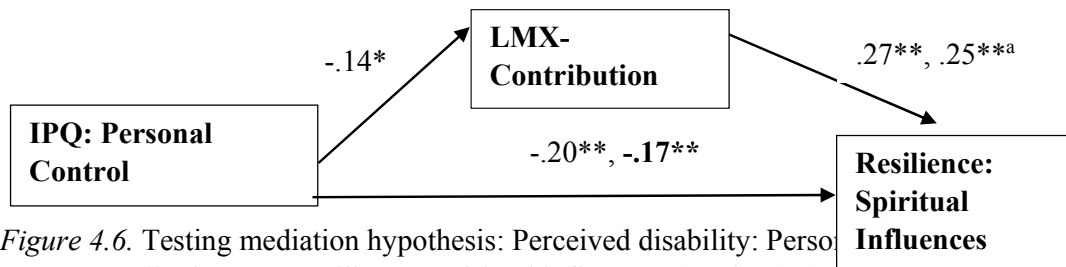 LMX-
Contribution
-.14*
.27**, .25**ᵃ
IPQ: Personal
Control
-.20**, -.17**
Resilience:
Spiritual
Influences
Figure 4.6. Testing mediation hypothesis: Perceived disability: